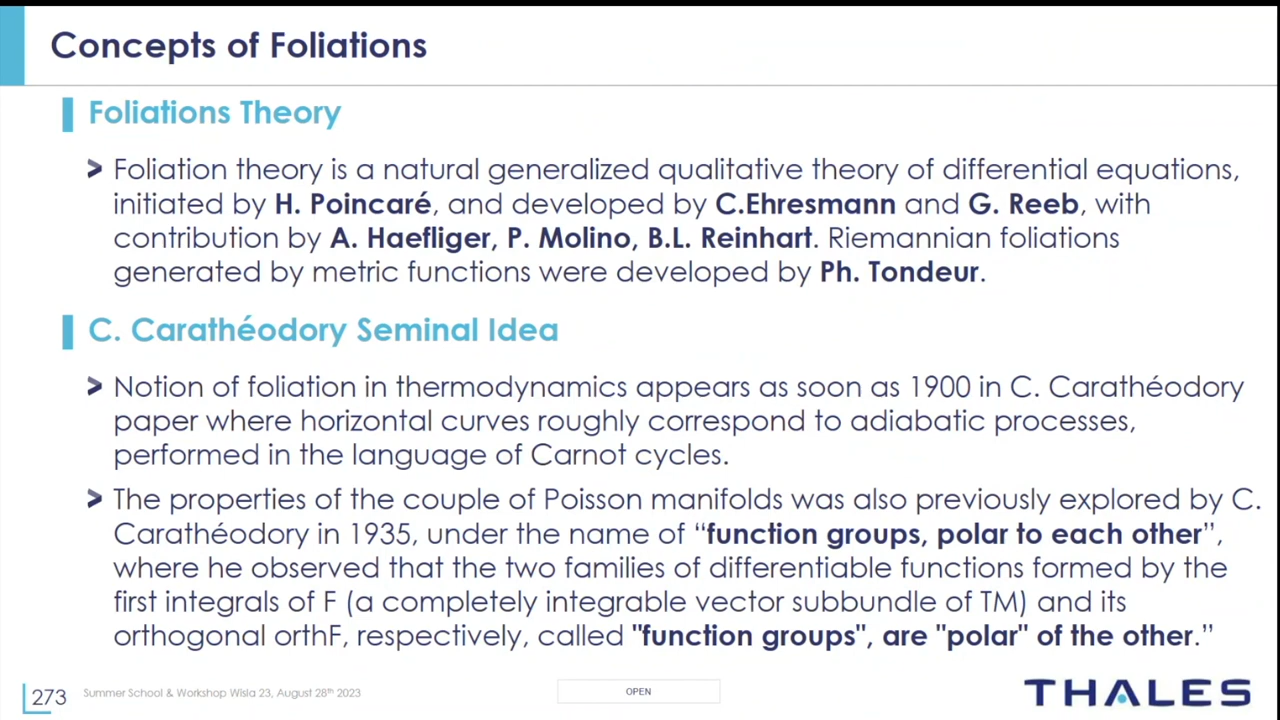 Concepts of Foliations
Foliations Theory
Foliation theory is a natural generalized qualitative theory of differential equations,
initiated by H. Poincaré, and developed by C.Ehresmann and G. Reeb, with
contribution by A. Haefliger, P. Molino, B.L. Reinhart. Riemannian foliations
generated by metric functions were developed by Ph. Tondeur.
C. Carathéodory Seminal Idea
Notion of foliation in thermodynamics appears as soon as 1900 in C. Carathéodory
paper where horizontal curves roughly correspond to adiabatic processes,
performed in the language of Carnot cycles.
The properties of the couple of Poisson manifolds was also previously explored by C.
Carathéodory in 1935, under the name of “function groups, polar to each other”,
where he observed that the two families of differentiable functions formed by the
first integrals of F (a completely integrable vector subbundle of TM) and its
orthogonal orthF, respectively, called "function groups", are "polar" of the other.”
273
Summer School & Workshop Wisla 23, August 28th 2023
OPEN
THALES